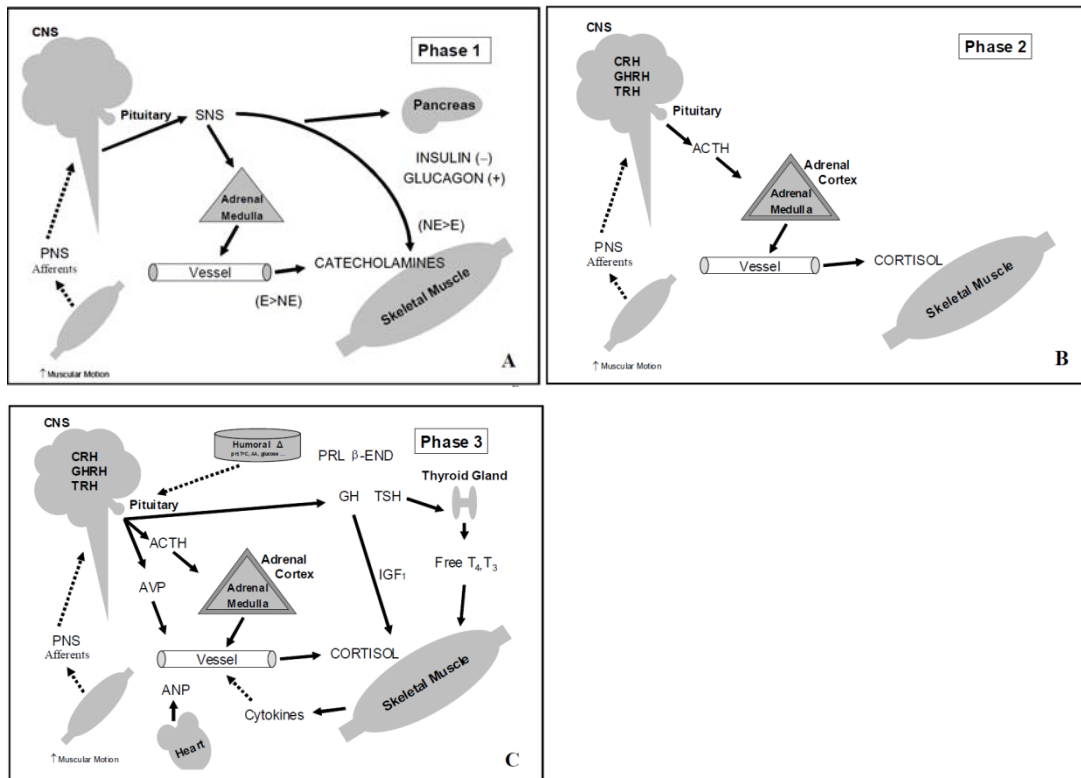 CNS
Phase 1
Pituitary
SNS
Pancreas
INSULIN (–)
GLUCAGON (+)
Adrenal
Medulla
(NE>E)
PNS
Afferents
Vessel
CATECHOLAMINES
(E>NE)
Skeletal Muscle
↑Muscular Motion
A
CNS
Phase 2
CRH
GHRH
TRH
Pituitary
ACTH
Adrenal
Cortex
Adrenal
Medulla
PNS
Afferents
Vessel
CORTISOL
Skeletal Muscle
↑Muscular Motion
B
CNS
Phase 3
Humoral Δ
PRL β-END
Thyroid Gland
CRH
GHRH
TRH
Pituitary
GH TSH
ACTH
Adrenal
Cortex
Free T4,T3
Adrenal
Medulla
IGF1
AVP
PNS
Afferents
Vessel
CORTISOL
Skeletal Muscle
ANP
Cytokines
Heart
↑Muscular Motion
C